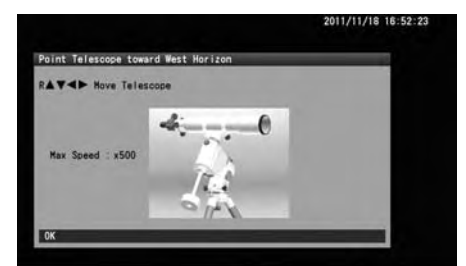 2011/11/18 16:52:23
Point Telescope toward West Horizon
R▲▼◀▶ Move Telescope
Max Speed : x500
OK